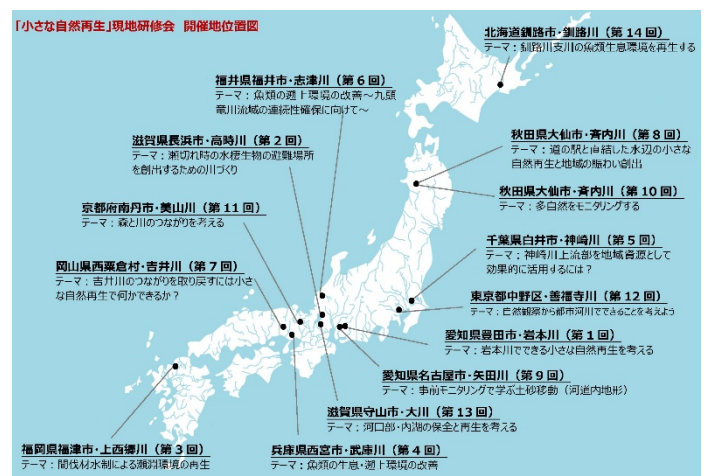 「小さな自然再生」現地研修会 開催地位置図
北海道釧路市・釧路川（第 14 回）
テーマ：釧路川支川の魚類生息環境を再生する
福井県福井市・志津川（第 6 回）
テーマ：魚類の遡上環境の改善～九頭
竜川流域の連続性確保に向けて～
滋賀県長浜市・高時川（第 2 回）
テーマ：瀬切れ時の水棲生物の避難場所
を創出するための川づくり
秋田県大仙市・斉内川（第 8 回）
テーマ：道の駅と直結した水辺の小さな
自然再生と地域の賑わい創出
秋田県大仙市・斉内川（第 10 回）
テーマ：多自然をモニタリングする
京都府南丹市・美山川（第 11 回）
テーマ：森と川のつながりを考える
千葉県白井市・神崎川（第 5 回）
テーマ：神崎川上流部を地域資源として
効果的に活用するには？
岡山県西粟倉村・吉井川（第 7 回）
テーマ：吉井川のつながりを取り戻すには小さ
な自然再生で何かできるか？
東京都中野区・善福寺川（第 12 回）
テーマ：自然観察から都市河川でできることを考えよう
愛知県豊田市・岩本川（第 1 回）
テーマ：岩本川でできる小さな自然再生を考える
愛知県名古屋市・矢田川（第 9 回）
テーマ：事前モニタリングで学ぶ土砂移動（河道内地形）
滋賀県守山市・大川（第 13 回）
テーマ：河口部・内湖の保全と再生を考える
福岡県福津市・上西郷川（第 3 回）
テーマ：間伐材水制による瀬淵環境の再生
兵庫県西宮市・武庫川（第 4 回）
テーマ：魚類の生息・遡上環境の改善